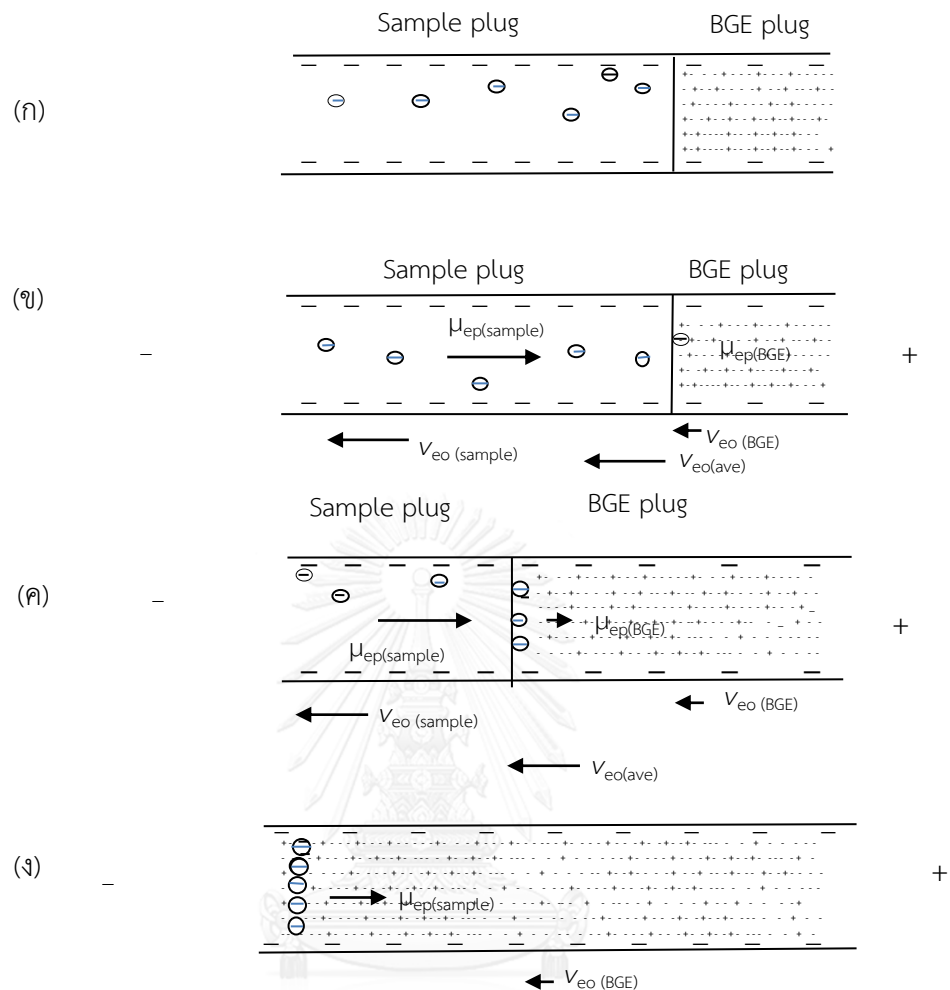 Sample plug BGE plug
(ก)
Sample plug BGE plug
(ข)
μep(sample)
μep(BGE)
− +
veo (sample) veo (BGE)
veo(ave)
Sample plug BGE plug
(ค)
− +
μep(sample) μep(BGE)
veo (sample) veo (BGE)
veo(ave)
(ง)
− +
μep(sample)
veo (BGE)